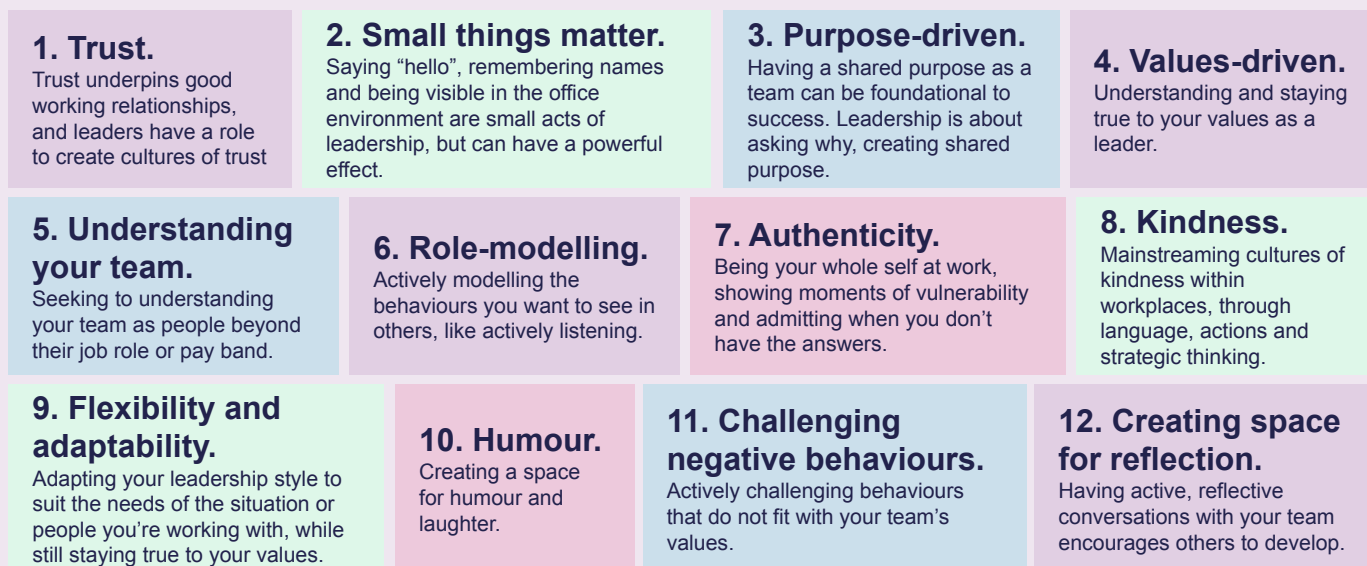 1. Trust.
Trust underpins good
working relationships,
and leaders have a role
to create cultures of trust
2. Small things matter.
Saying “hello”, remembering names
and being visible in the office
environment are small acts of
leadership, but can have a powerful
effect.
3. Purpose-driven.
Having a shared purpose as a
team can be foundational to
success. Leadership is about
asking why, creating shared
purpose.
4. Values-driven.
Understanding and staying
true to your values as a
leader.
5. Understanding
your team.
Seeking to understanding
your team as people beyond
their job role or pay band.
6. Role-modelling.
Actively modelling the
behaviours you want to see in
others, like actively listening.
7. Authenticity.
Being your whole self at work,
showing moments of vulnerability
and admitting when you don’t
have the answers.
8. Kindness.
Mainstreaming cultures of
kindness within
workplaces, through
language, actions and
strategic thinking.
9. Flexibility and
adaptability.
Adapting your leadership style to
suit the needs of the situation or
people you’re working with, while
still staying true to your values.
10. Humour.
Creating a space
for humour and
laughter.
11. Challenging
negative behaviours.
Actively challenging behaviours
that do not fit with your team’s
values.
12. Creating space
for reflection.
Having active, reflective
conversations with your team
encourages others to develop.